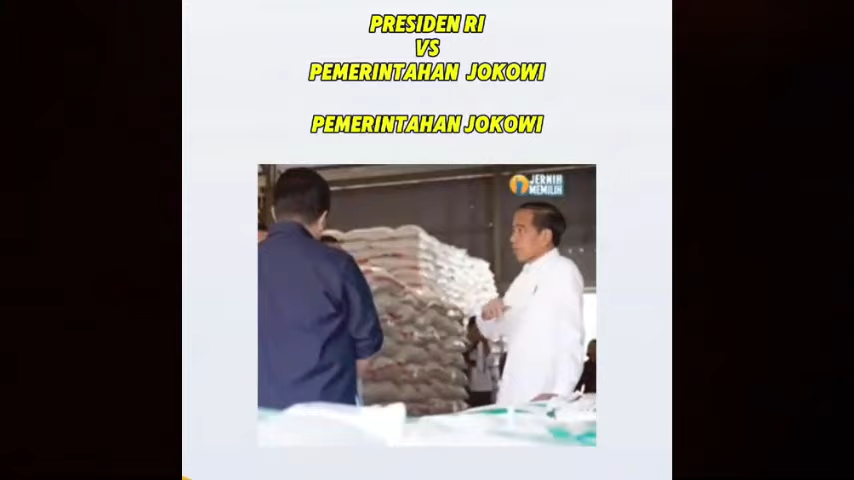 PRESIDEN RI
VS
PEMERINTAHAN JOKOWI
PEMERINTAHAN JOKOWI
JERNIH
MEMILIH